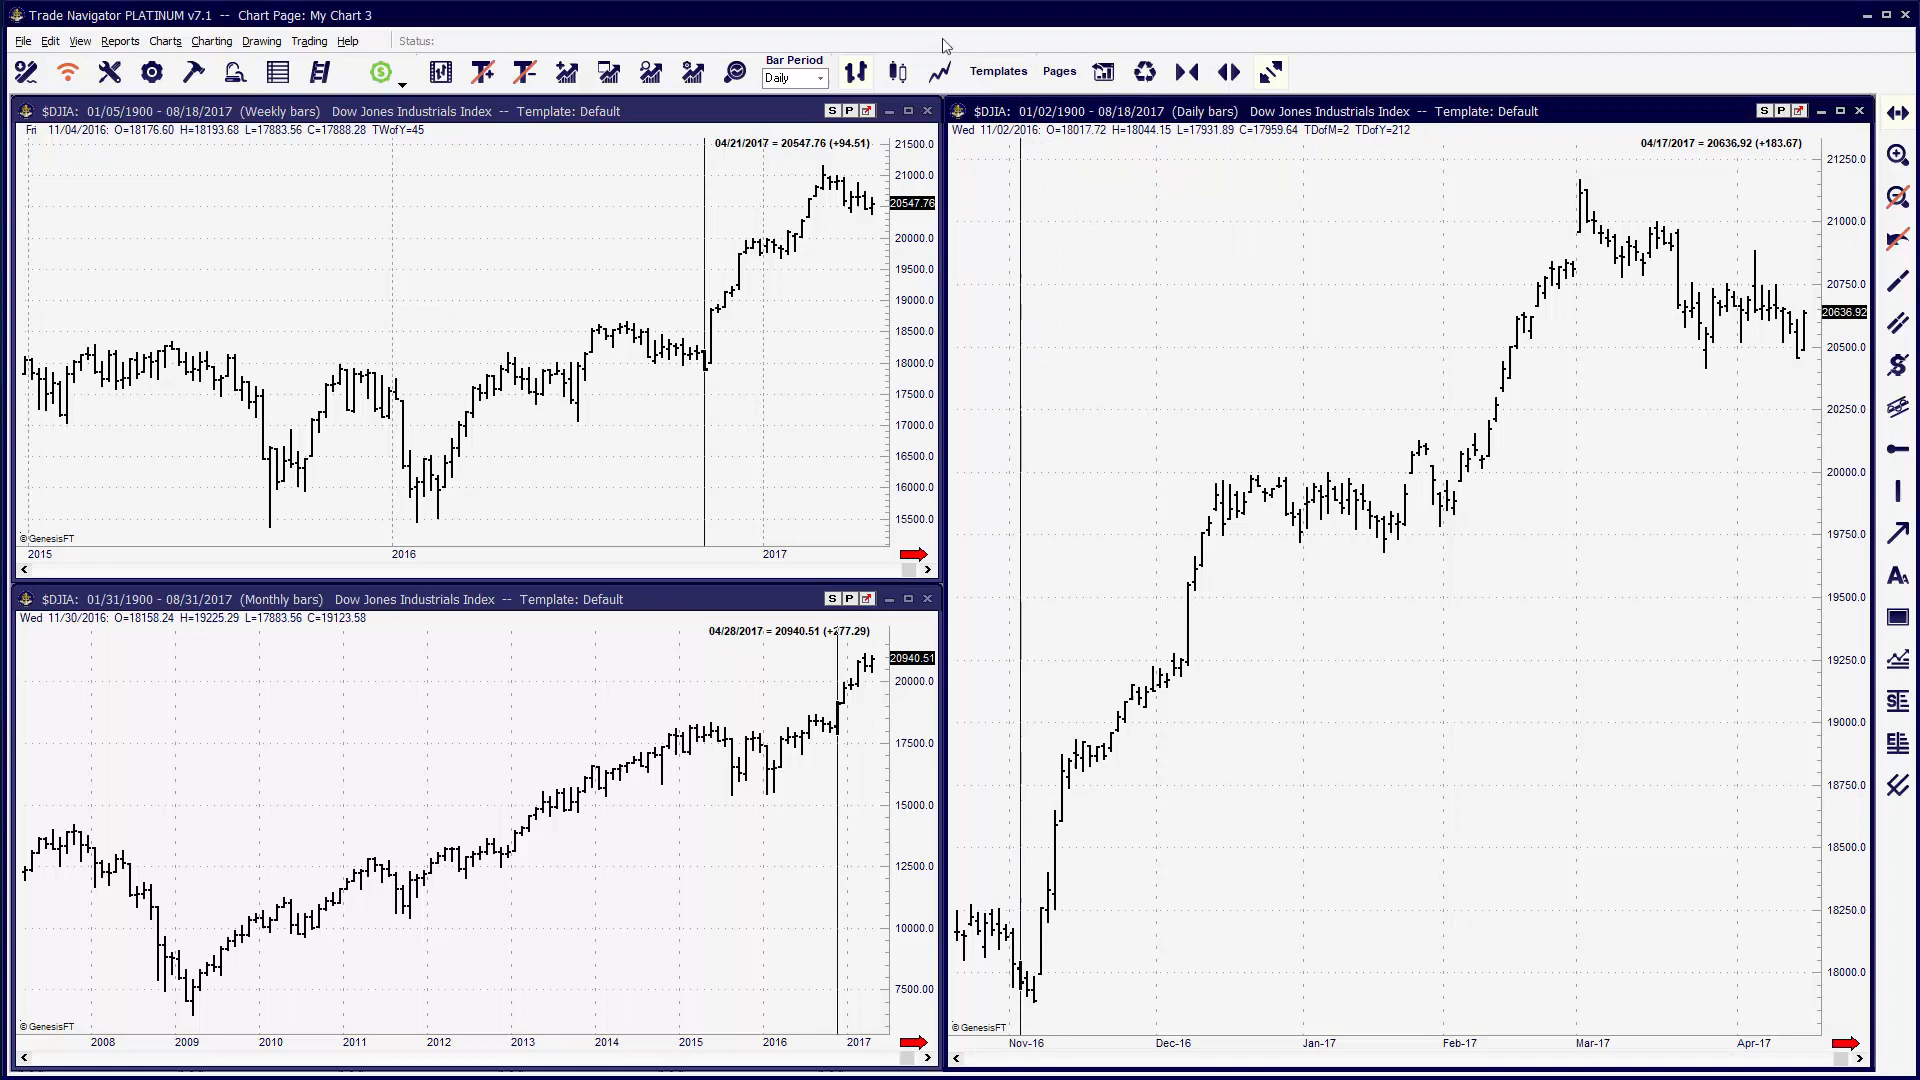 Trade Navigator PLATINUM v7.1 -- Chart Page: My Chart 3
File Edit View Reports Charts Charting Drawing Trading Help Status:
Bar Period
Daily
Templates Pages
$DJIA: 01/05/1900 - 08/18/2017 (Weekly bars) Dow Jones Industrials Index -- Template: Default
S P
Fri 11/04/2016: O=18176.60 H=18193.68 L=17883.56 C=17888.28 TWofY=45
04/21/2017 = 20547.76 (+94.51)
21500.0
21000.0
20547.76
20000.0
19500.0
19000.0
18500.0
18000.0
17500.0
17000.0
16500.0
16000.0
15500.0
© GenesisFT
2015 2016 2017
$DJIA: 01/31/1900 - 08/31/2017 (Monthly bars) Dow Jones Industrials Index -- Template: Default
S P
Wed 11/30/2016: O=18158.24 H=19225.29 L=17883.56 C=19123.58
04/28/2017 = 20940.51 (+277.29)
20940.51
20000.0
17500.0
15000.0
12500.0
10000.0
7500.00
© GenesisFT
2008 2009 2010 2011 2012 2013 2014 2015 2016 2017
$DJIA: 01/02/1900 - 08/18/2017 (Daily bars) Dow Jones Industrials Index -- Template: Default
S P
Wed 11/02/2016: O=18017.72 H=18044.15 L=17931.89 C=17959.64 TDofM=2 TDofY=212
04/17/2017 = 20636.92 (+183.67)
21250.0
21000.0
20750.0
20636.92
20500.0
20250.0
20000.0
19750.0
19500.0
19250.0
19000.0
18750.0
18500.0
18250.0
18000.0
© GenesisFT
Nov-16 Dec-16 Jan-17 Feb-17 Mar-17 Apr-17